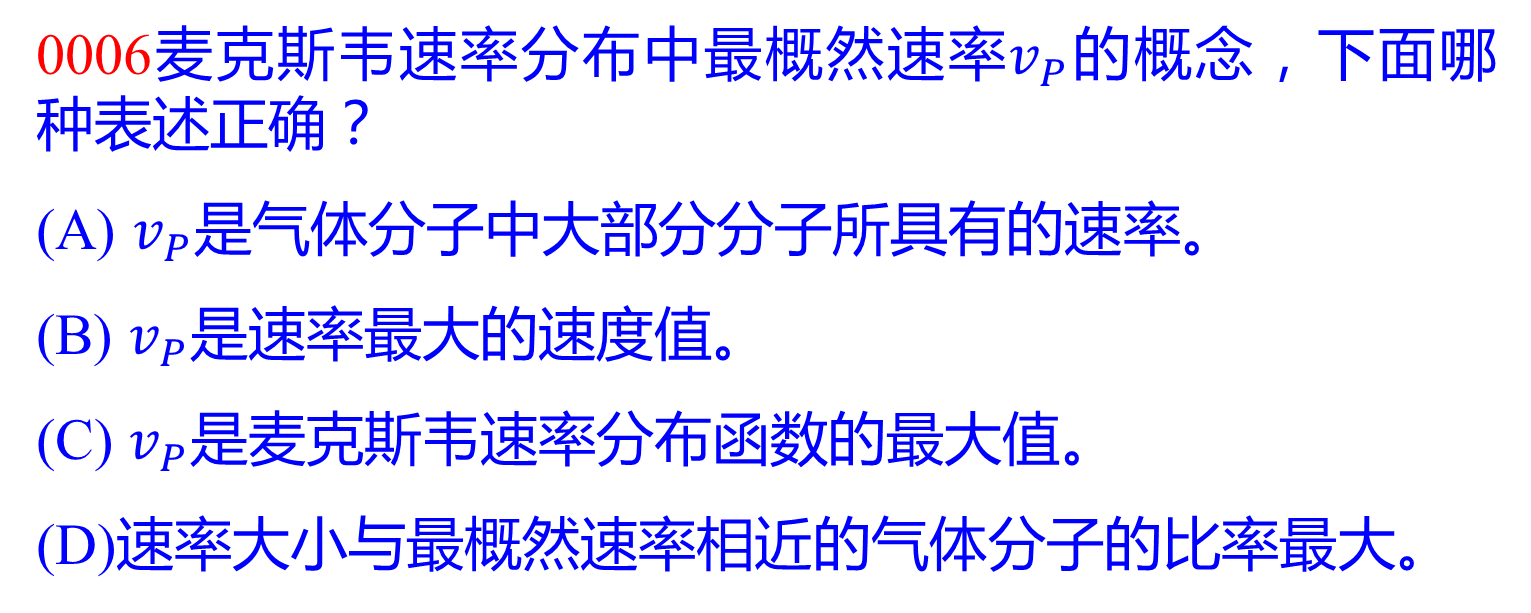 0006麦克斯韦速率分布中最概然速率v_P的概念，下面哪
种表述正确？
(A) v_P是气体分子中大部分分子所具有的速率。
(B) v_P是速率最大的速度值。
(C) v_P是麦克斯韦速率分布函数的最大值。
(D)速率大小与最概然速率相近的气体分子的比率最大。